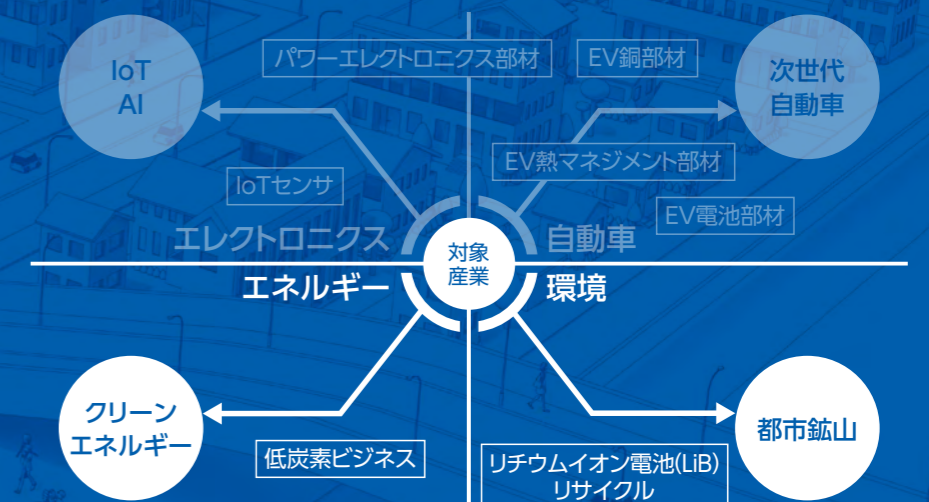 IoT
AI
パワーエレクトロニクス部材
EV銅部材
次世代
自動車
IoTセンサ
EV熱マネジメント部材
EV電池部材
エレクトロニクス
自動車
対象
産業
エネルギー
環境
クリーン
エネルギー
低炭素ビジネス
リチウムイオン電池(LiB)
リサイクル
都市鉱山